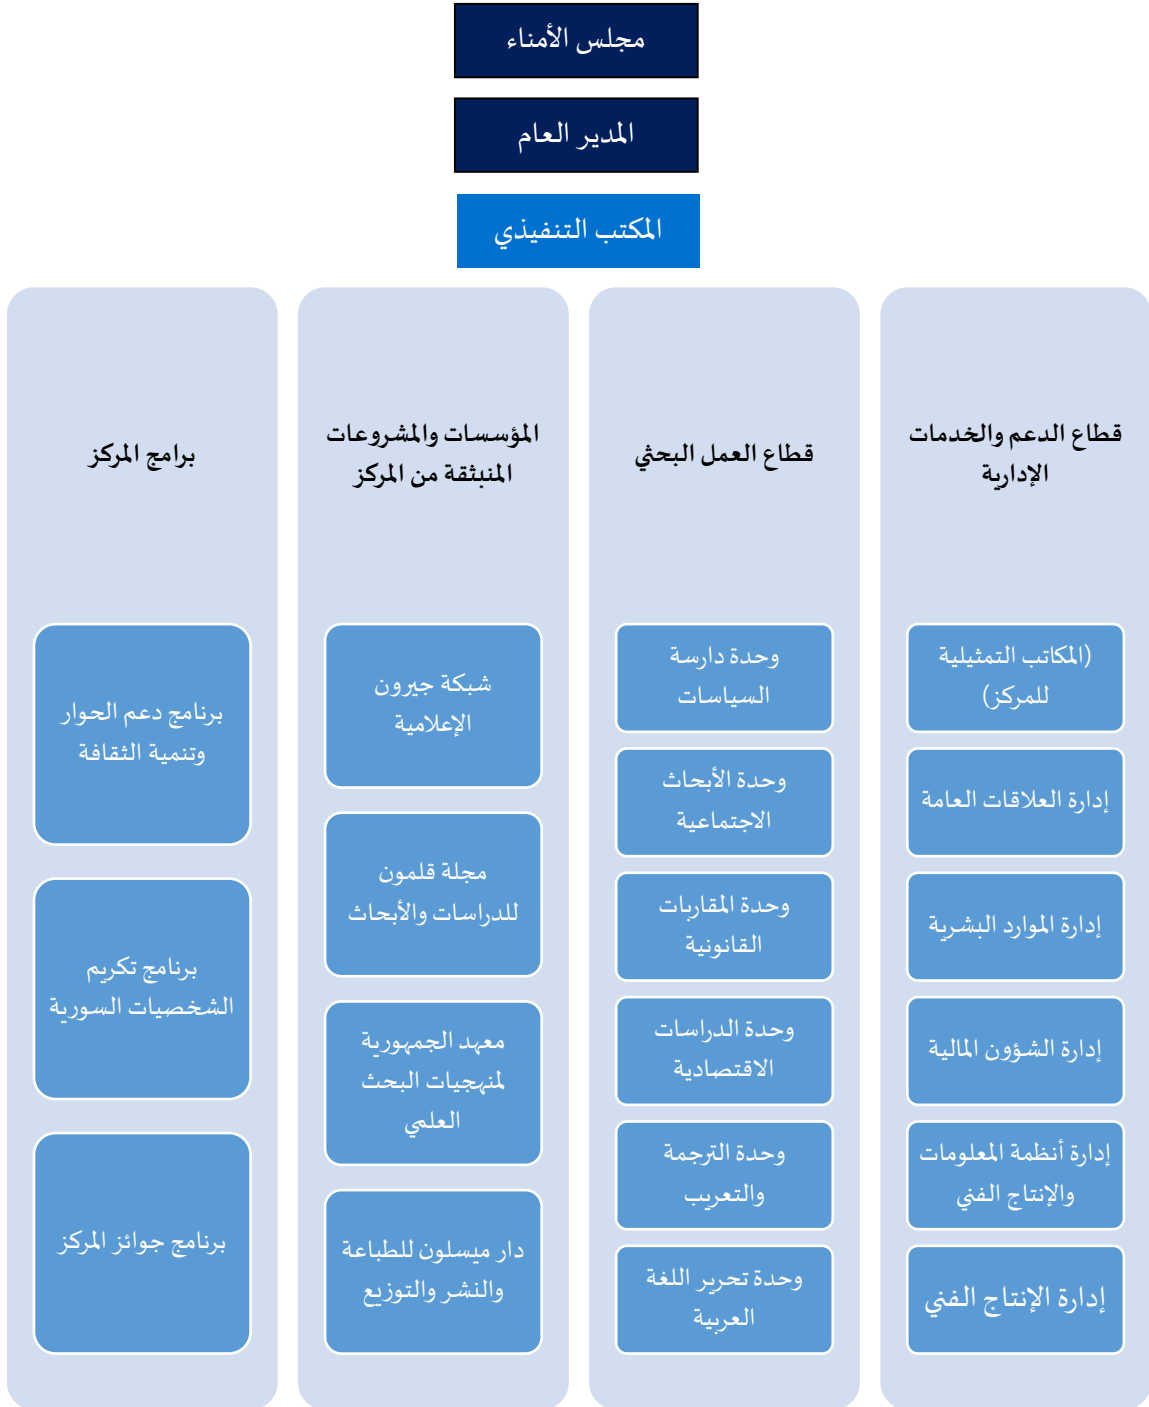 مجلس الأمناء
المدير العام
المكتب التنفيذي
قطاع الدعم والخدمات
الإدارية
(المكاتب التمثيلية
للمركز)
إدارة العلاقات العامة
إدارة الموارد البشرية
إدارة الشؤون المالية
إدارة أنظمة المعلومات
والإنتاج الفني
إدارة الإنتاج الفني
قطاع العمل البحثي
وحدة دارسة
السياسات
وحدة الأبحاث
الاجتماعية
وحدة المقاربات
القانونية
وحدة الدراسات
الاقتصادية
وحدة الترجمة
والتعريب
وحدة تحرير اللغة
العربية
المؤسسات والمشروعات
المنبثقة من المركز
شبكة جيرون
الإعلامية
مجلة قلمون
للدراسات والأبحاث
معهد الجمهورية
لمنهجيات البحث
العلمي
دار ميسلون للطباعة
والنشر والتوزيع
برامج المركز
برنامج دعم الحوار
وتنمية الثقافة
برنامج تكريم
الشخصيات السورية
برنامج جوائز المركز